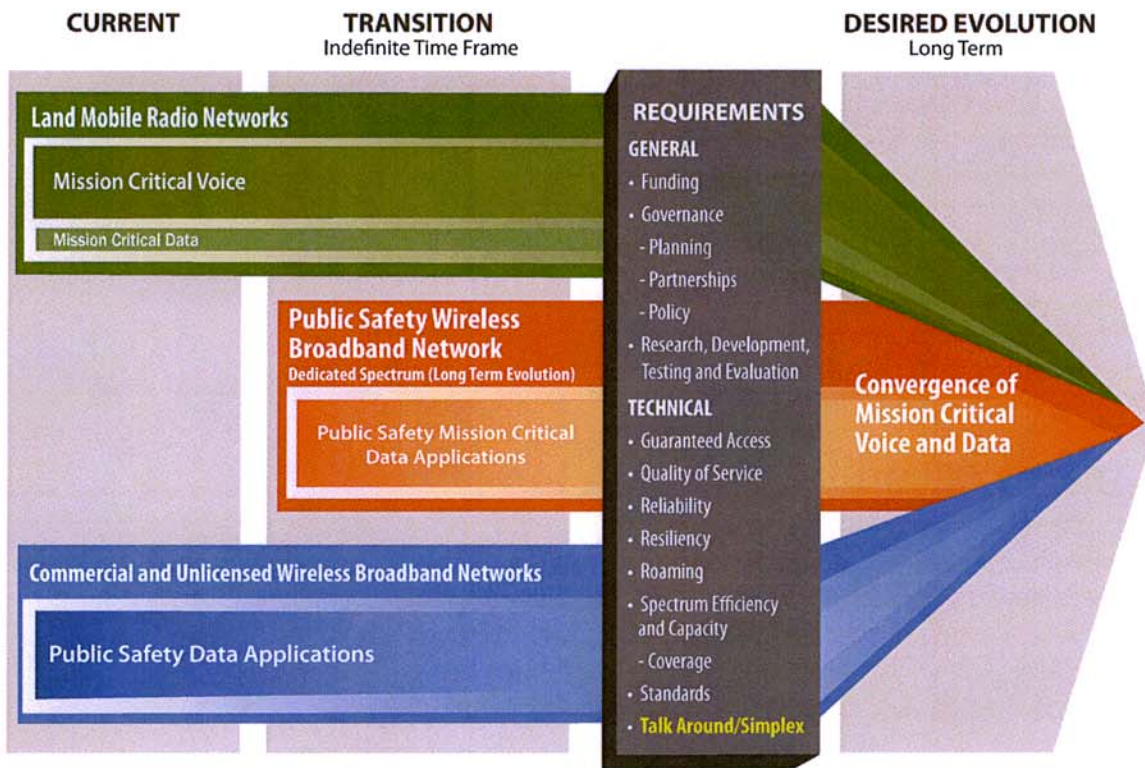 CURRENT
TRANSITION
Indefinite Time Frame
DESIRED EVOLUTION
Long Term
Land Mobile Radio Networks
Mission Critical Voice
Mission Critical Data
Public Safety Wireless
Broadband Network
Dedicated Spectrum (Long Term Evolution)
Public Safety Mission Critical
Data Applications
Commercial and Unlicensed Wireless Broadband Networks
Public Safety Data Applications
REQUIREMENTS
GENERAL
• Funding
• Governance
- Planning
- Partnerships
- Policy
• Research, Development,
Testing and Evaluation
TECHNICAL
• Guaranteed Access
• Quality of Service
• Reliability
• Resiliency
• Roaming
• Spectrum Efficiency
and Capacity
- Coverage
• Standards
• Talk Around/Simplex
Convergence of
Mission Critical
Voice and Data